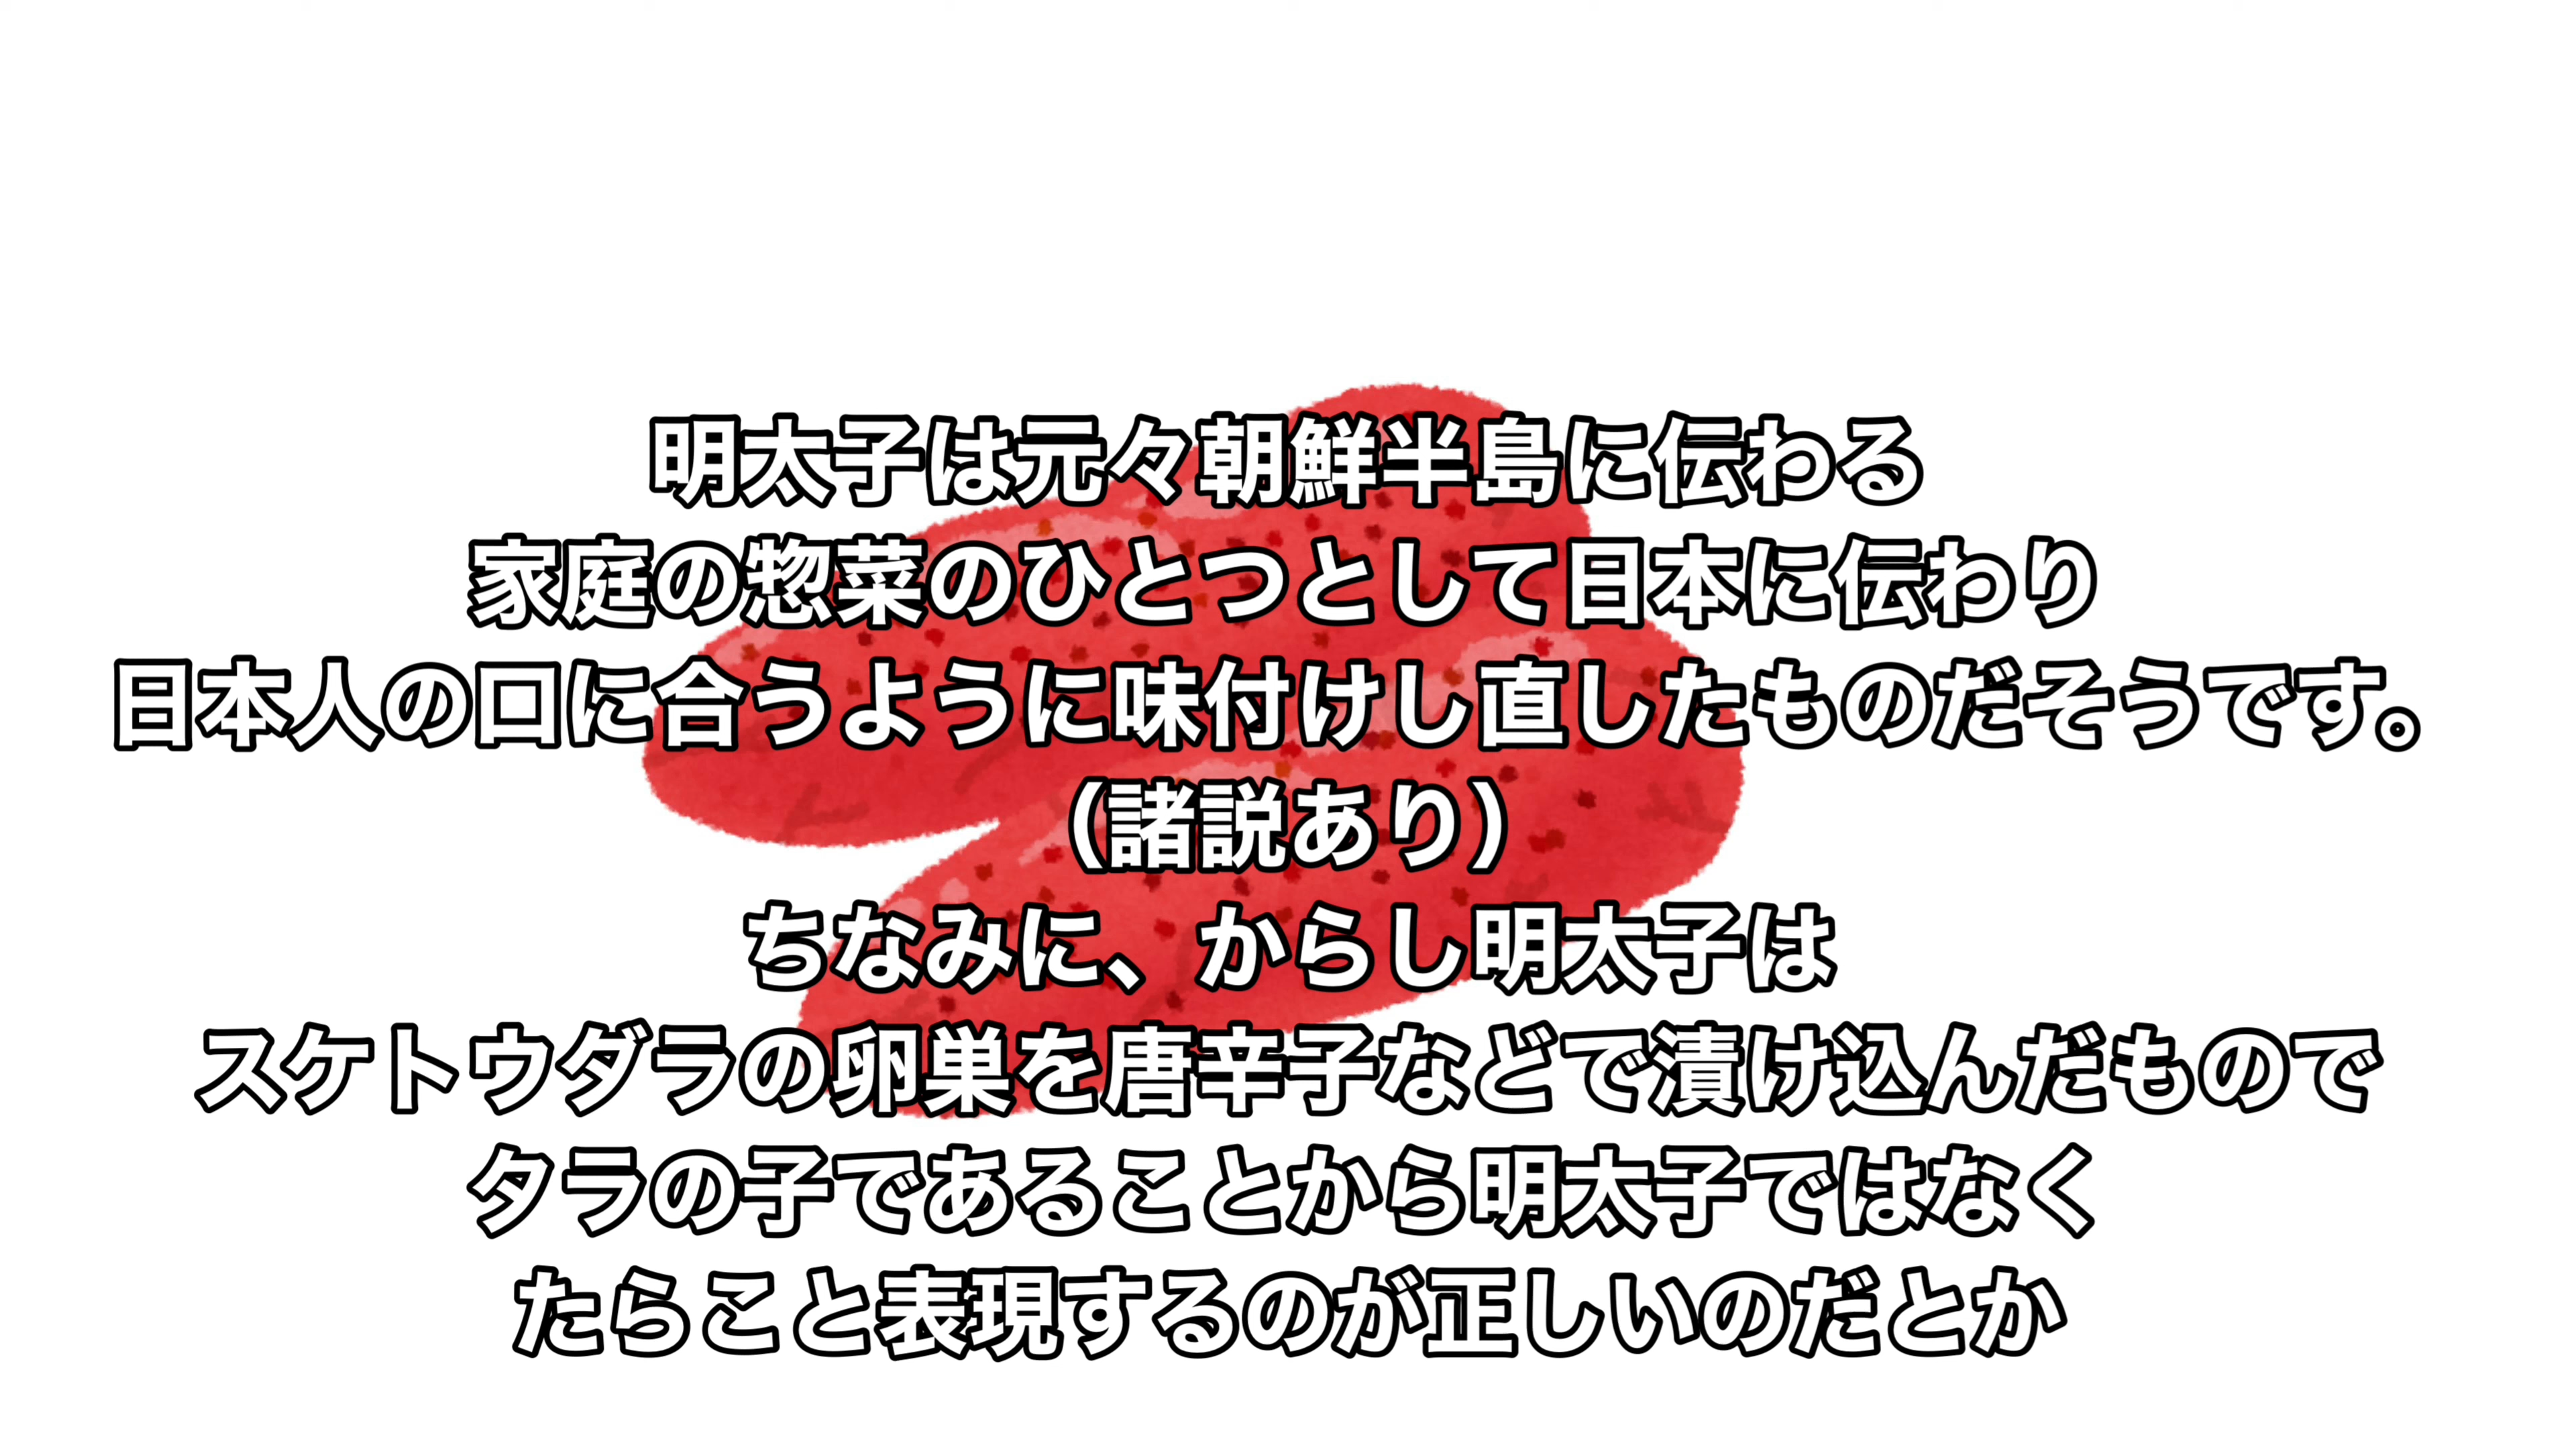 明太子は元々朝鮮半島に伝わる
家庭の惣菜のひとつとして日本に伝わり
日本人の口に合うように味付けし直したものだそうです。
（諸説あり）
ちなみに、からし明太子は
スケトウダラの卵巣を唐辛子などで漬け込んだもので
タラの子であることから明太子ではなく
たらこと表現するのが正しいのだとか